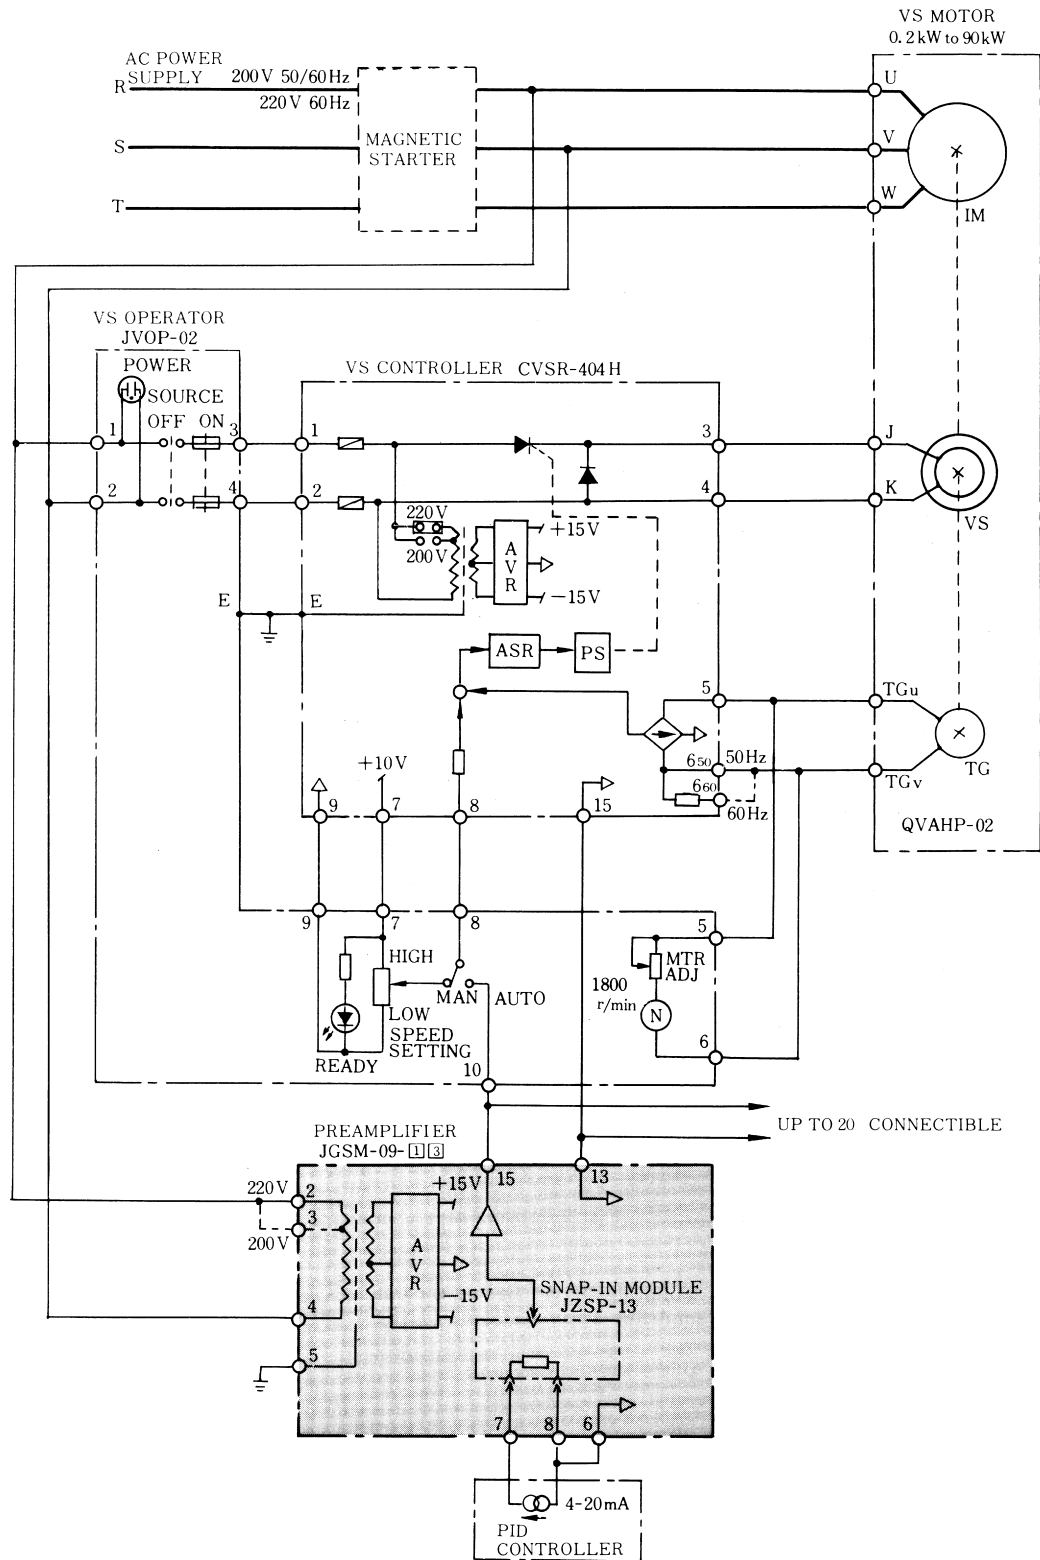 VS MOTOR
0.2kW to 90kW
AC POWER
SUPPLY
200V 50/60Hz
220V 60Hz
R
S
T
MAGNETIC
STARTER
U
V
W
IM
VS OPERATOR
JVOP-02
POWER
SOURCE
OFF ON
1
3
2
4
VS CONTROLLER CVSR-404H
1
3
2
4
J
K
VS
220V
200V
A
V
R
+15V
−15V
E
E
ASR
PS
5
TGu
+10V
650
50Hz
660
60Hz
TGv
TG
QVAHP-02
9
7
8
15
9
7
8
5
HIGH
MAN
AUTO
LOW
SPEED
SETTING
READY
10
MTR
ADJ
1800
r/min
N
6
UP TO 20 CONNECTIBLE
PREAMPLIFIER
JGSM-09-13
15
13
220V
2
3
200V
4
5
+15V
A
V
R
−15V
SNAP-IN MODULE
JZSP-13
7
8
6
4-20mA
PID
CONTROLLER